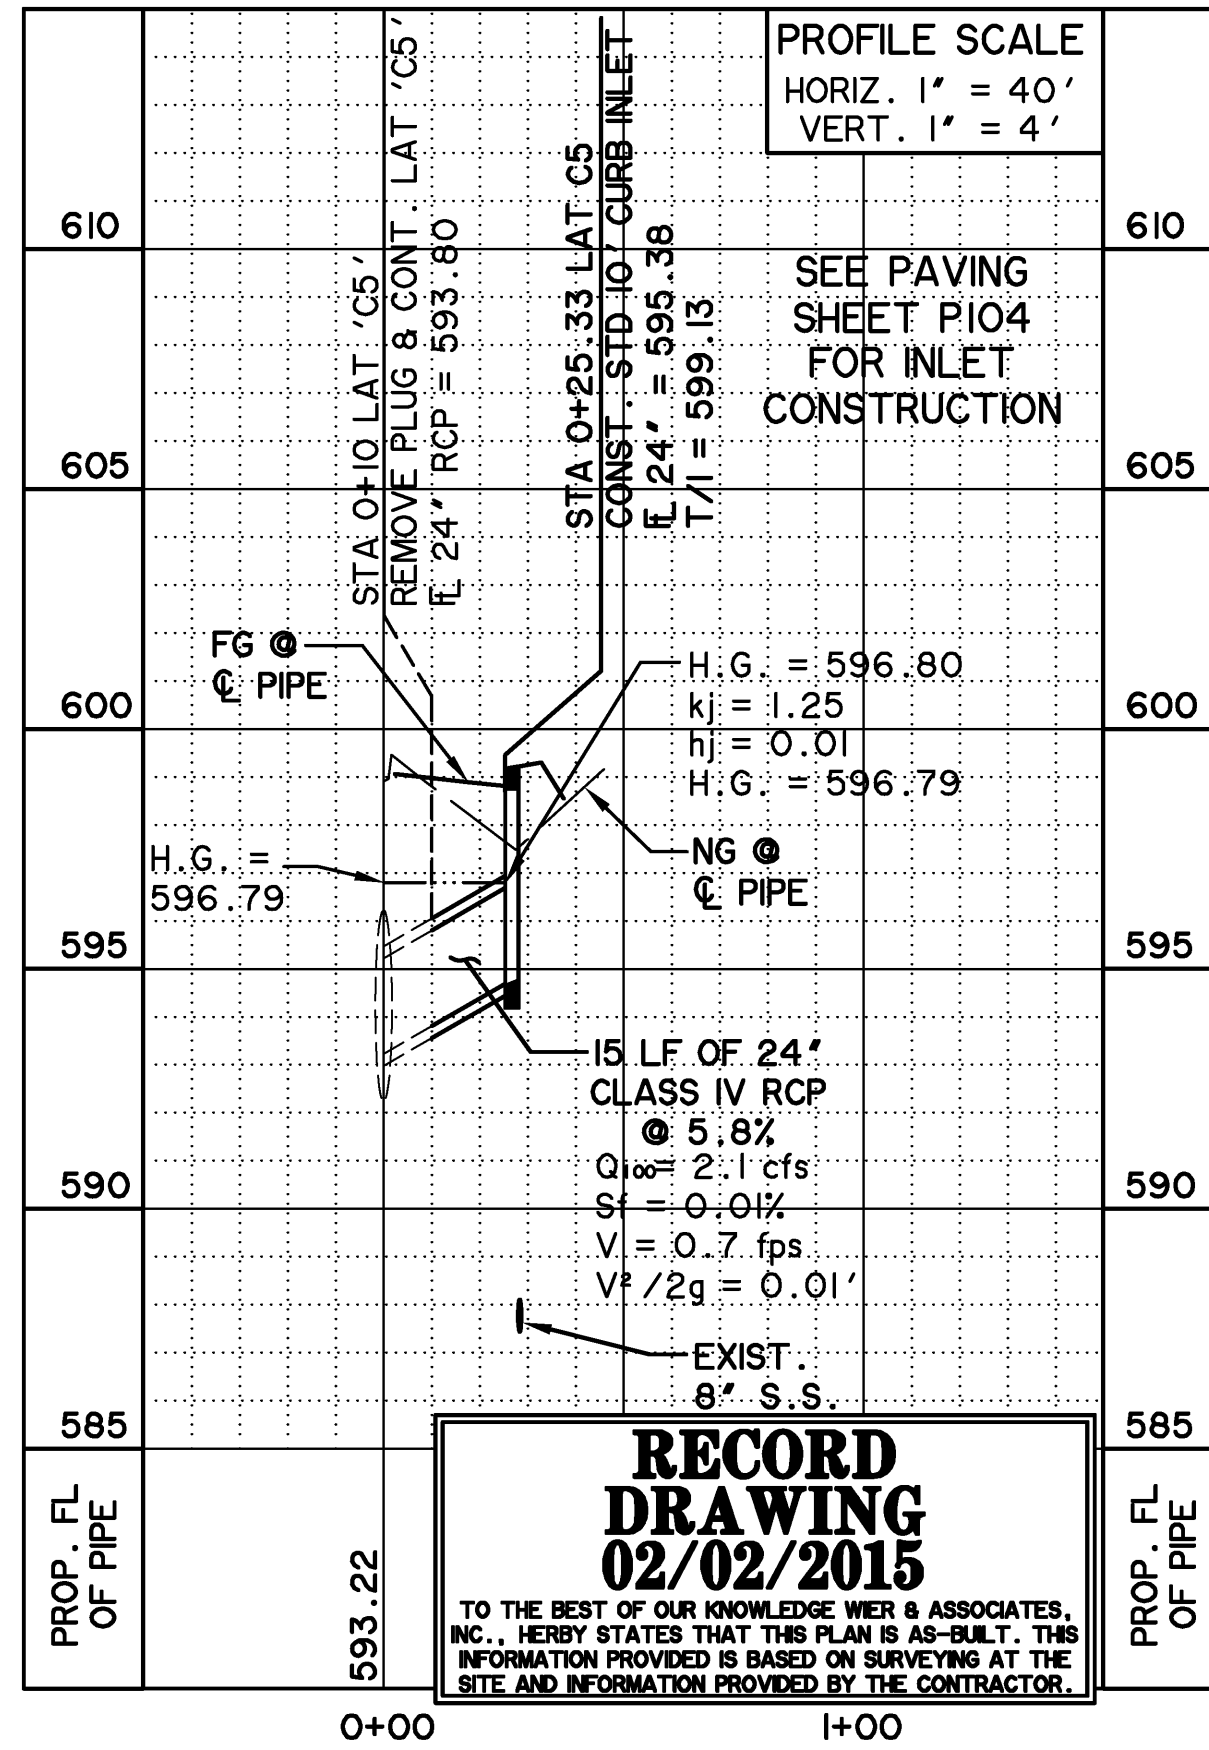 PROFILE SCALE
HORIZ. 1" = 40'
VERT. 1" = 4'
STA 0+10 LAT 'C5'
REMOVE PLUG & CONT. LAT 'C5'
FL 24" RCP = 593.80
STA 0+25.33 LAT C5
CONST. STD 10' CURB INLET
FL 24" = 595.38
T/I = 599.13
SEE PAVING
SHEET P104
FOR INLET
CONSTRUCTION
610
610
605
605
600
600
595
595
590
590
585
585
FG @
CL PIPE
H.G. = 596.80
kj = 1.25
hj = 0.01
H.G. = 596.79
H.G. =
596.79
NG @
CL PIPE
15 LF OF 24"
CLASS IV RCP
@ 5.8%
Q100= 2.1 cfs
Sf = 0.01%
V = 0.7 fps
V²/2g = 0.01'
EXIST.
8" S.S.
RECORD
DRAWING
02/02/2015
TO THE BEST OF OUR KNOWLEDGE WIER & ASSOCIATES,
INC., HERBY STATES THAT THIS PLAN IS AS-BUILT. THIS
INFORMATION PROVIDED IS BASED ON SURVEYING AT THE
SITE AND INFORMATION PROVIDED BY THE CONTRACTOR.
PROP. FL
OF PIPE
593.22
PROP. FL
OF PIPE
0+00
1+00